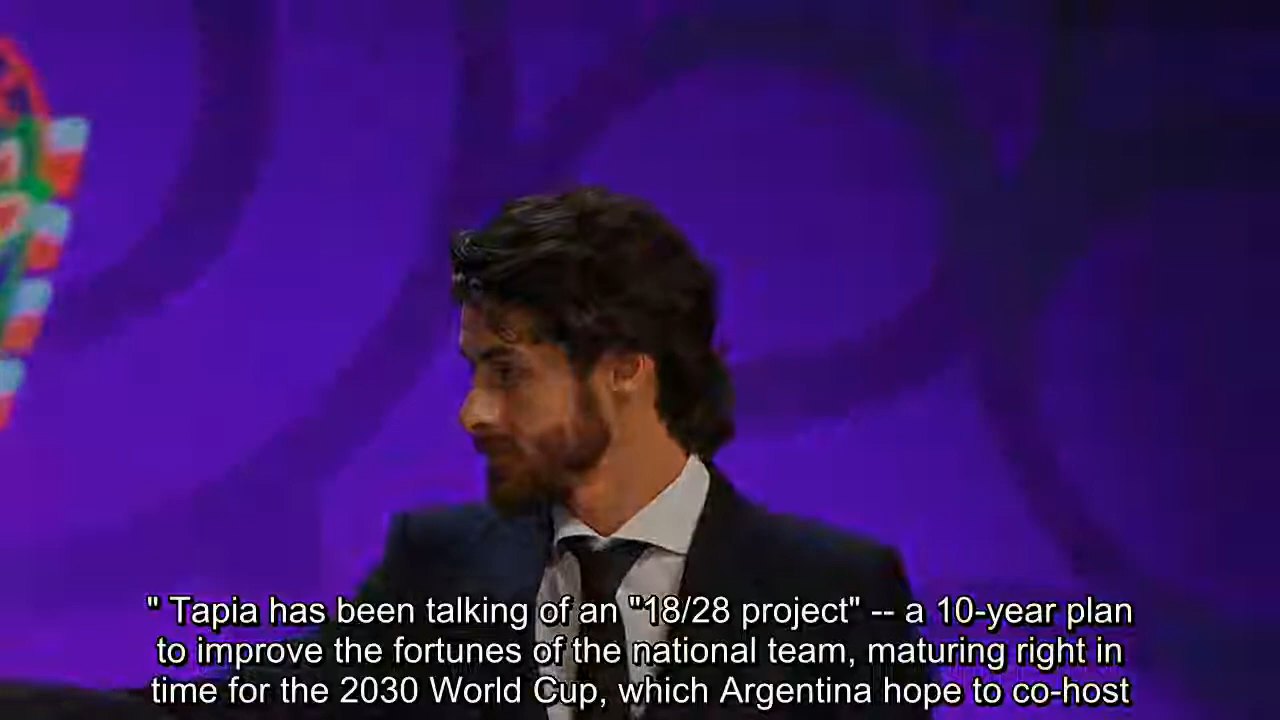 " Tapia has been talking of an "18/28 project" -- a 10-year plan
to improve the fortunes of the national team, maturing right in
time for the 2030 World Cup, which Argentina hope to co-host